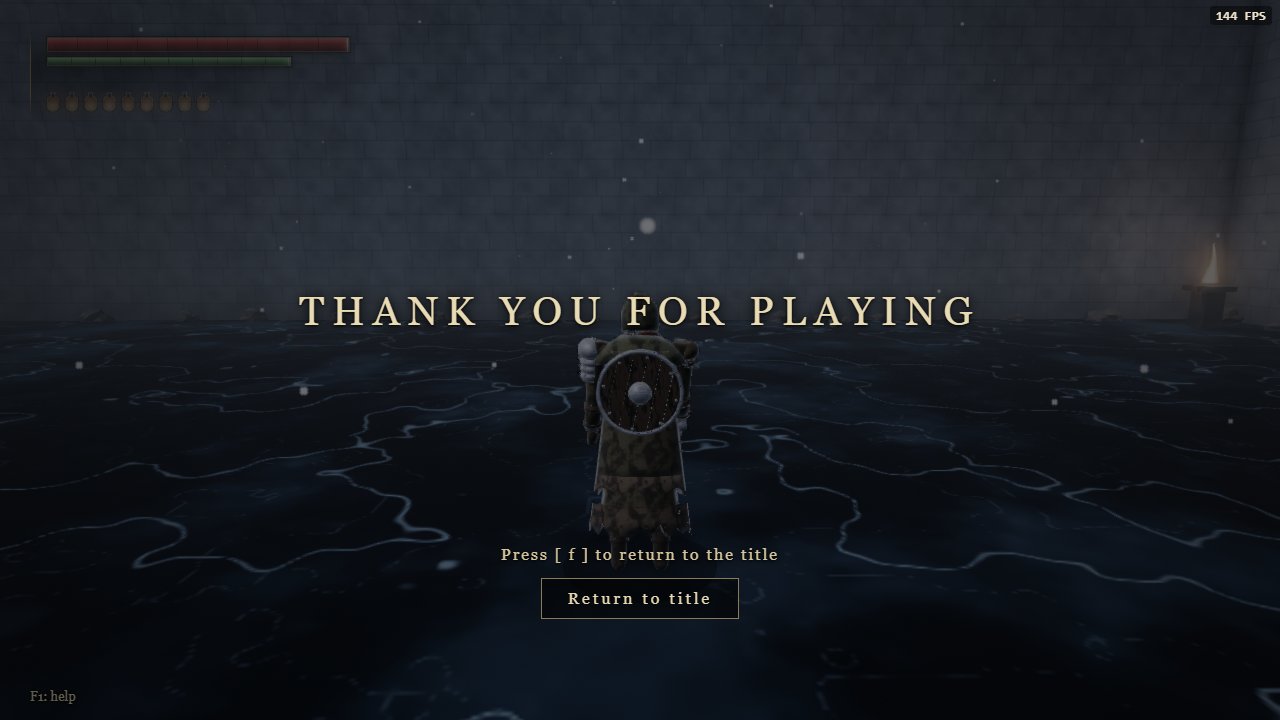 144 FPS
THANK YOU FOR PLAYING
Press [ f ] to return to the title
Return to title
F1: help